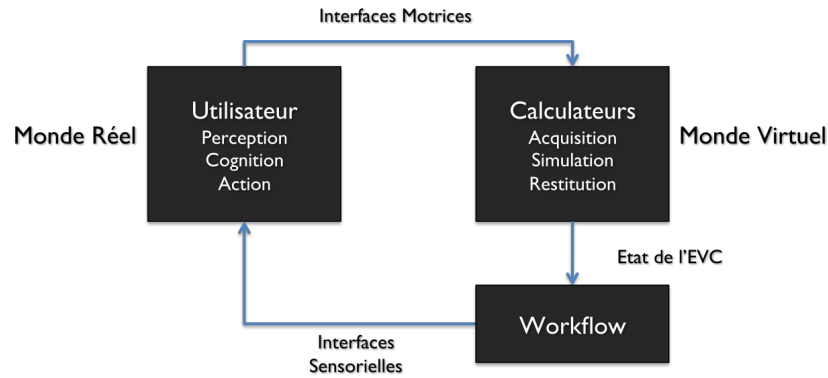 Interfaces Motrices
Monde Réel
Utilisateur
Perception
Cognition
Action
Calculateurs
Acquisition
Simulation
Restitution
Monde Virtuel
Etat de l'EVC
Workflow
Interfaces
Sensorielles